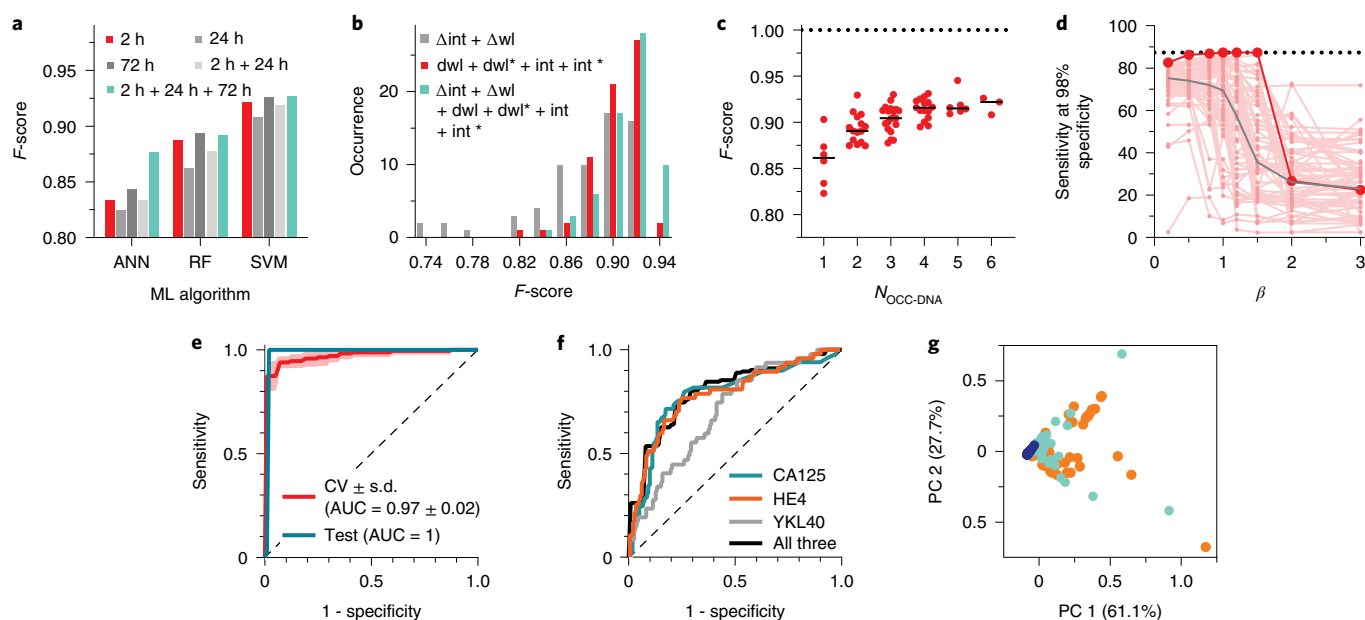 a
2 h
24 h
72 h
2 h + 24 h
2 h + 24 h + 72 h
0.95
0.90
0.85
0.80
F-score
ANN RF SVM
ML algorithm
b
Δint + Δwl
dwl + dwl* + int + int *
Δint + Δwl
+ dwl + dwl* + int
+ int *
20
10
0
Occurrence
0.74 0.78 0.82 0.86 0.90 0.94
F-score
c
1.00
0.95
0.90
0.85
0.80
F-score
1 2 3 4 5 6
N OCC-DNA
d
100
80
60
40
20
0
Sensitivity at 98%
specificity
0 1 2 3
β
e
1.0
0.5
0
Sensitivity
CV ± s.d.
(AUC = 0.97 ± 0.02)
Test (AUC = 1)
0 0.5 1.0
1 - specificity
f
1.0
0.5
0
Sensitivity
CA125
HE4
YKL40
All three
0 0.5 1.0
1 - specificity
g
0.5
0
0.5
PC 2 (27.7%)
0 0.5 1.0
PC 1 (61.1%)